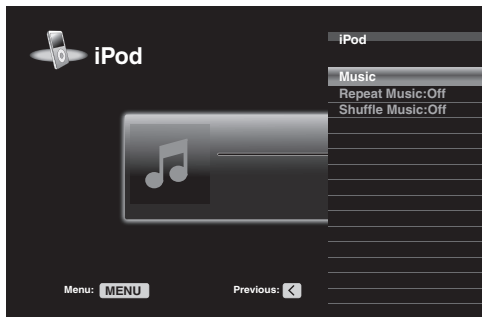 iPod
iPod
Music
Repeat Music:Off
Shuffle Music:Off
Menu: MENU
Previous: <